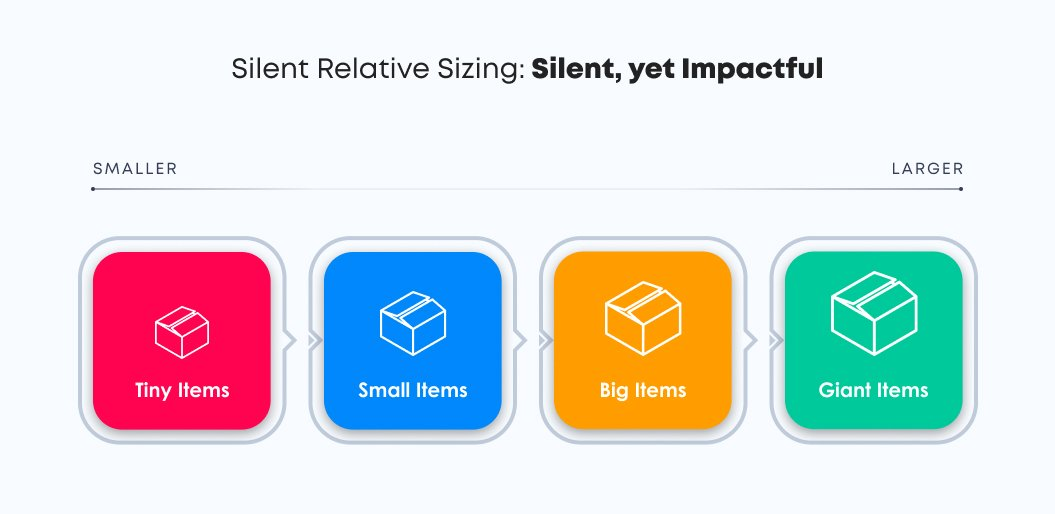 Silent Relative Sizing: Silent, yet Impactful
SMALLER
LARGER
Tiny Items
Small Items
Big Items
Giant Items